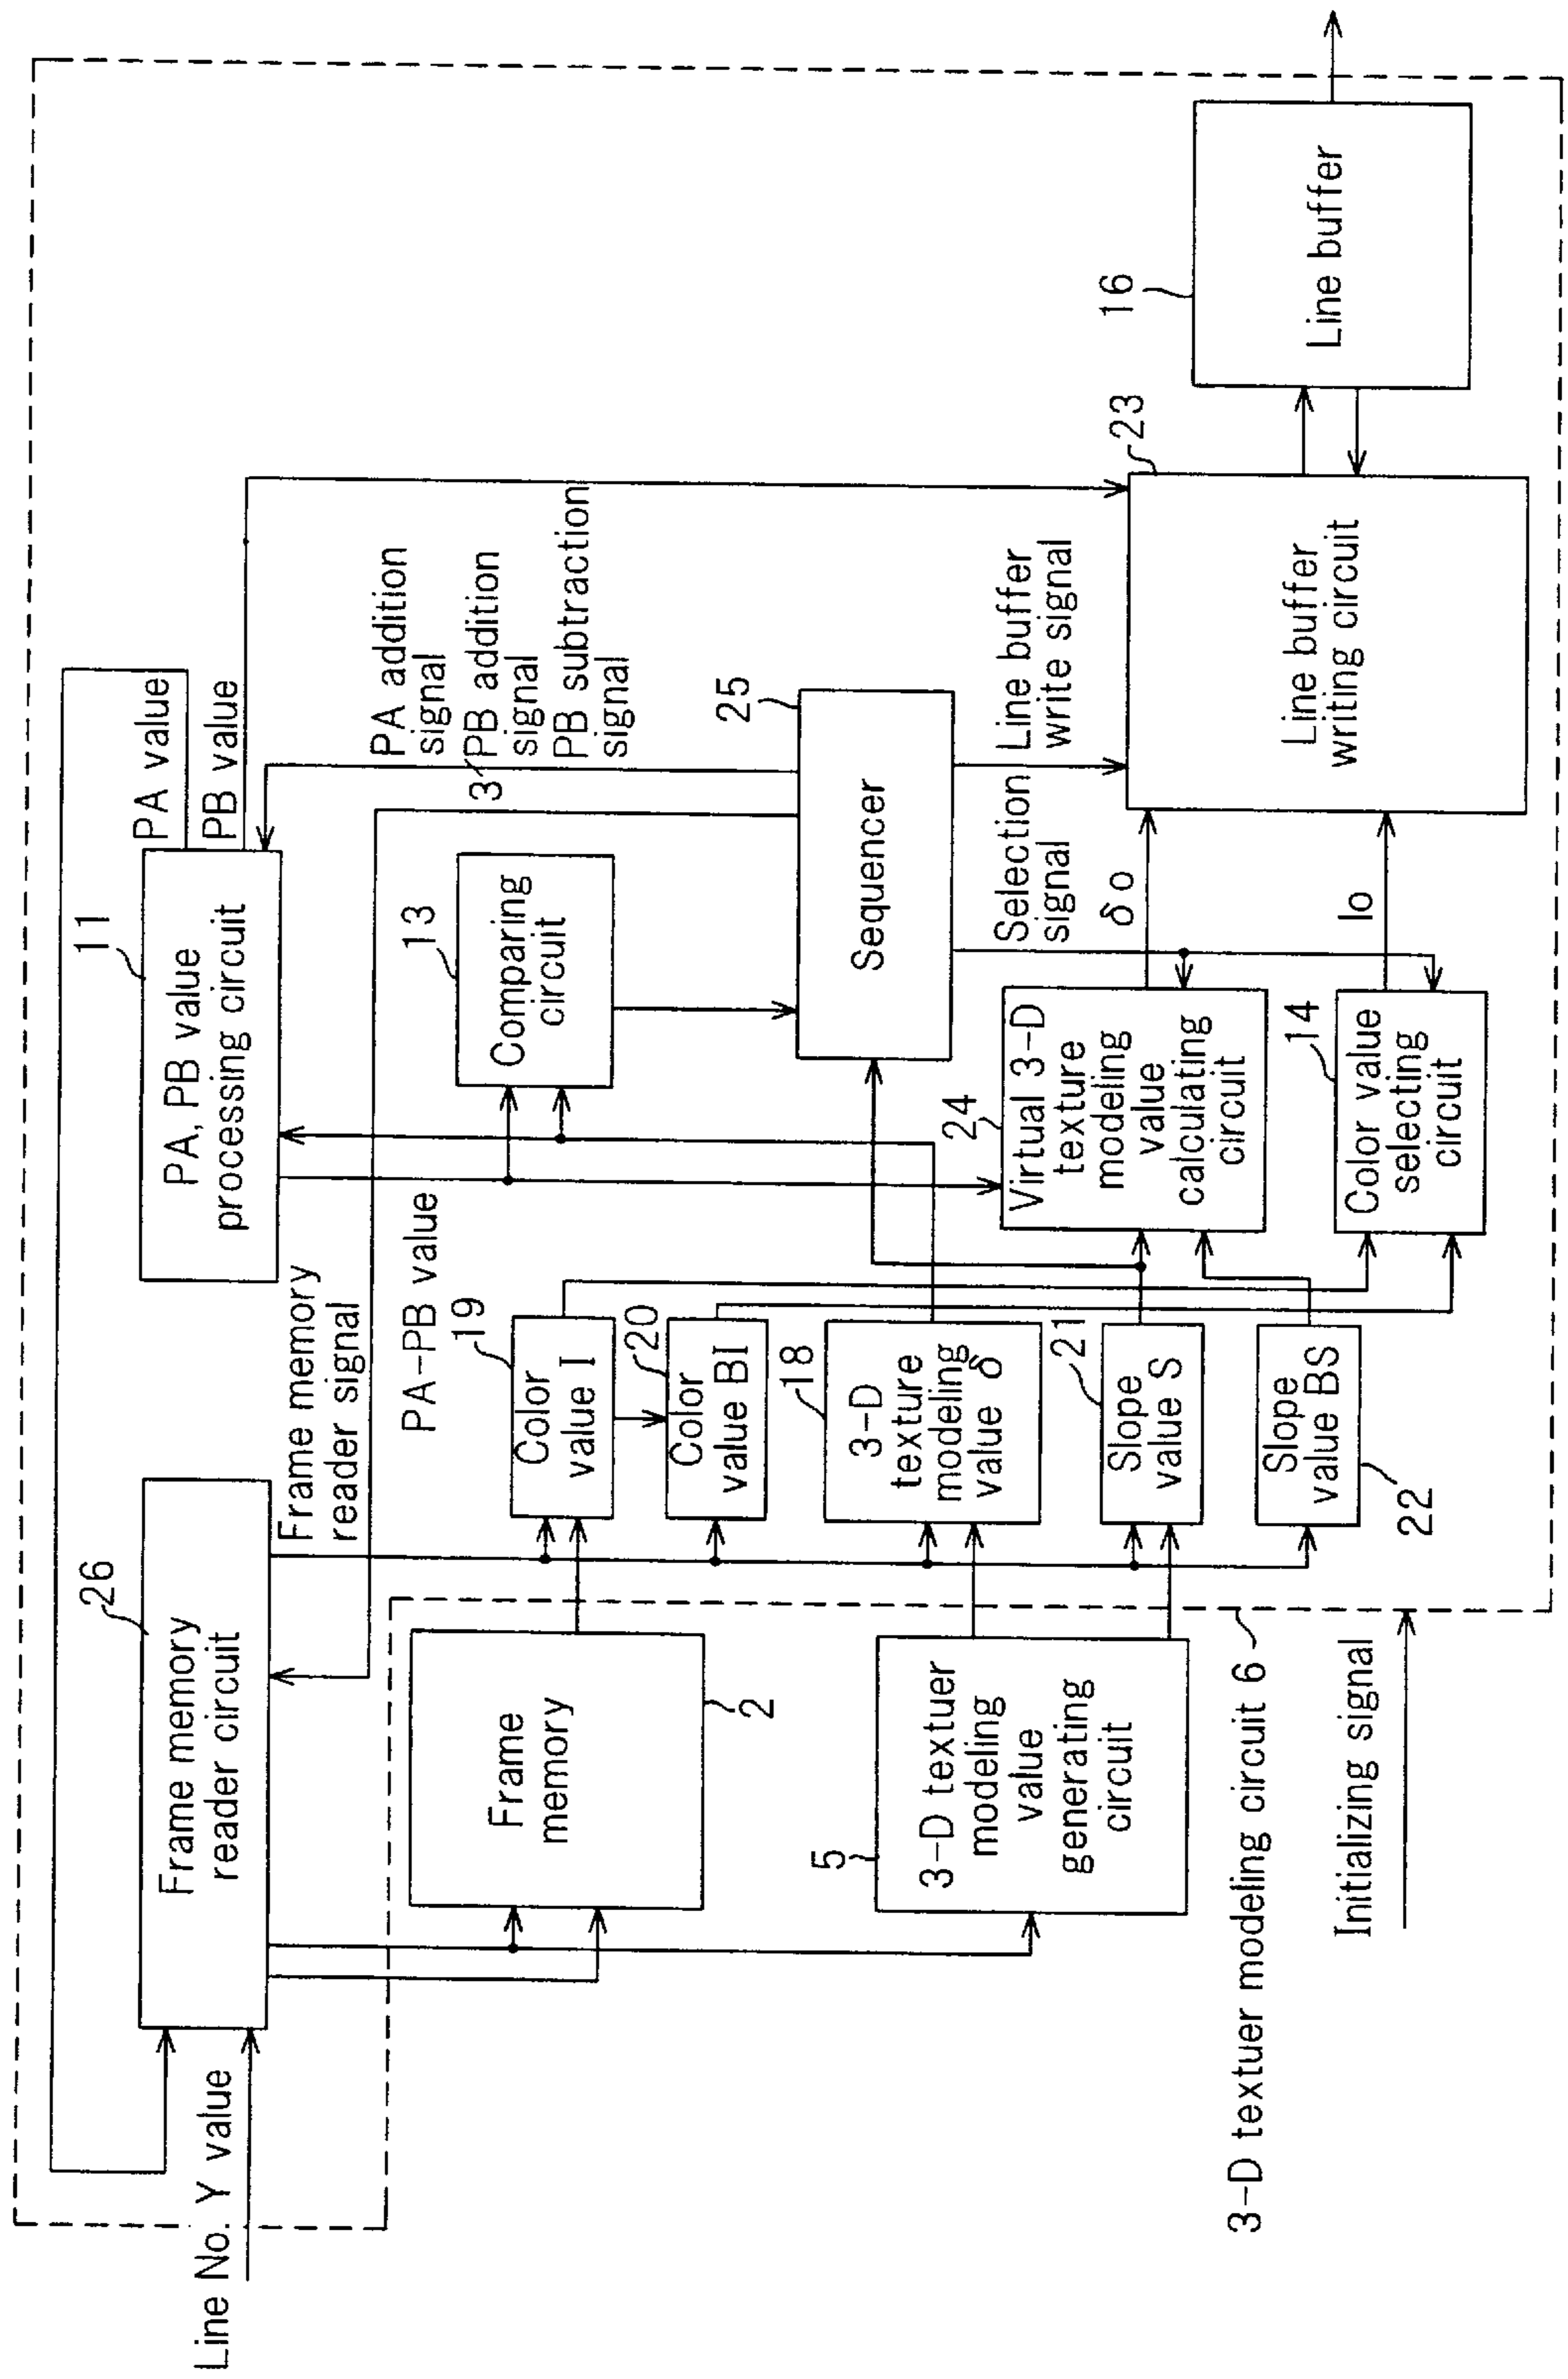 Line No. Y value
26
Frame memory
reader circuit
11
PA, PB value
processing circuit
PA value
PB value
Frame memory
reader signal
PA addition
signal
3
PB addition
signal
PB subtraction
signal
PA-PB value
13
Comparing
circuit
2
Frame
memory
19
Color
value I
20
Color
value BI
25
Sequencer
18
3-D
texture
modeling
value δ
5
3-D textuer
modeling
value
generating
circuit
21
Slope
value S
22
Slope
value BS
24
Virtual 3-D
texture
modeling
value
calculating
circuit
14
Color value
selecting
circuit
Selection
signal
Line buffer
write signal
δo
Io
23
Line buffer
writing circuit
16
Line buffer
3-D textuer modeling circuit 6
Initializing signal